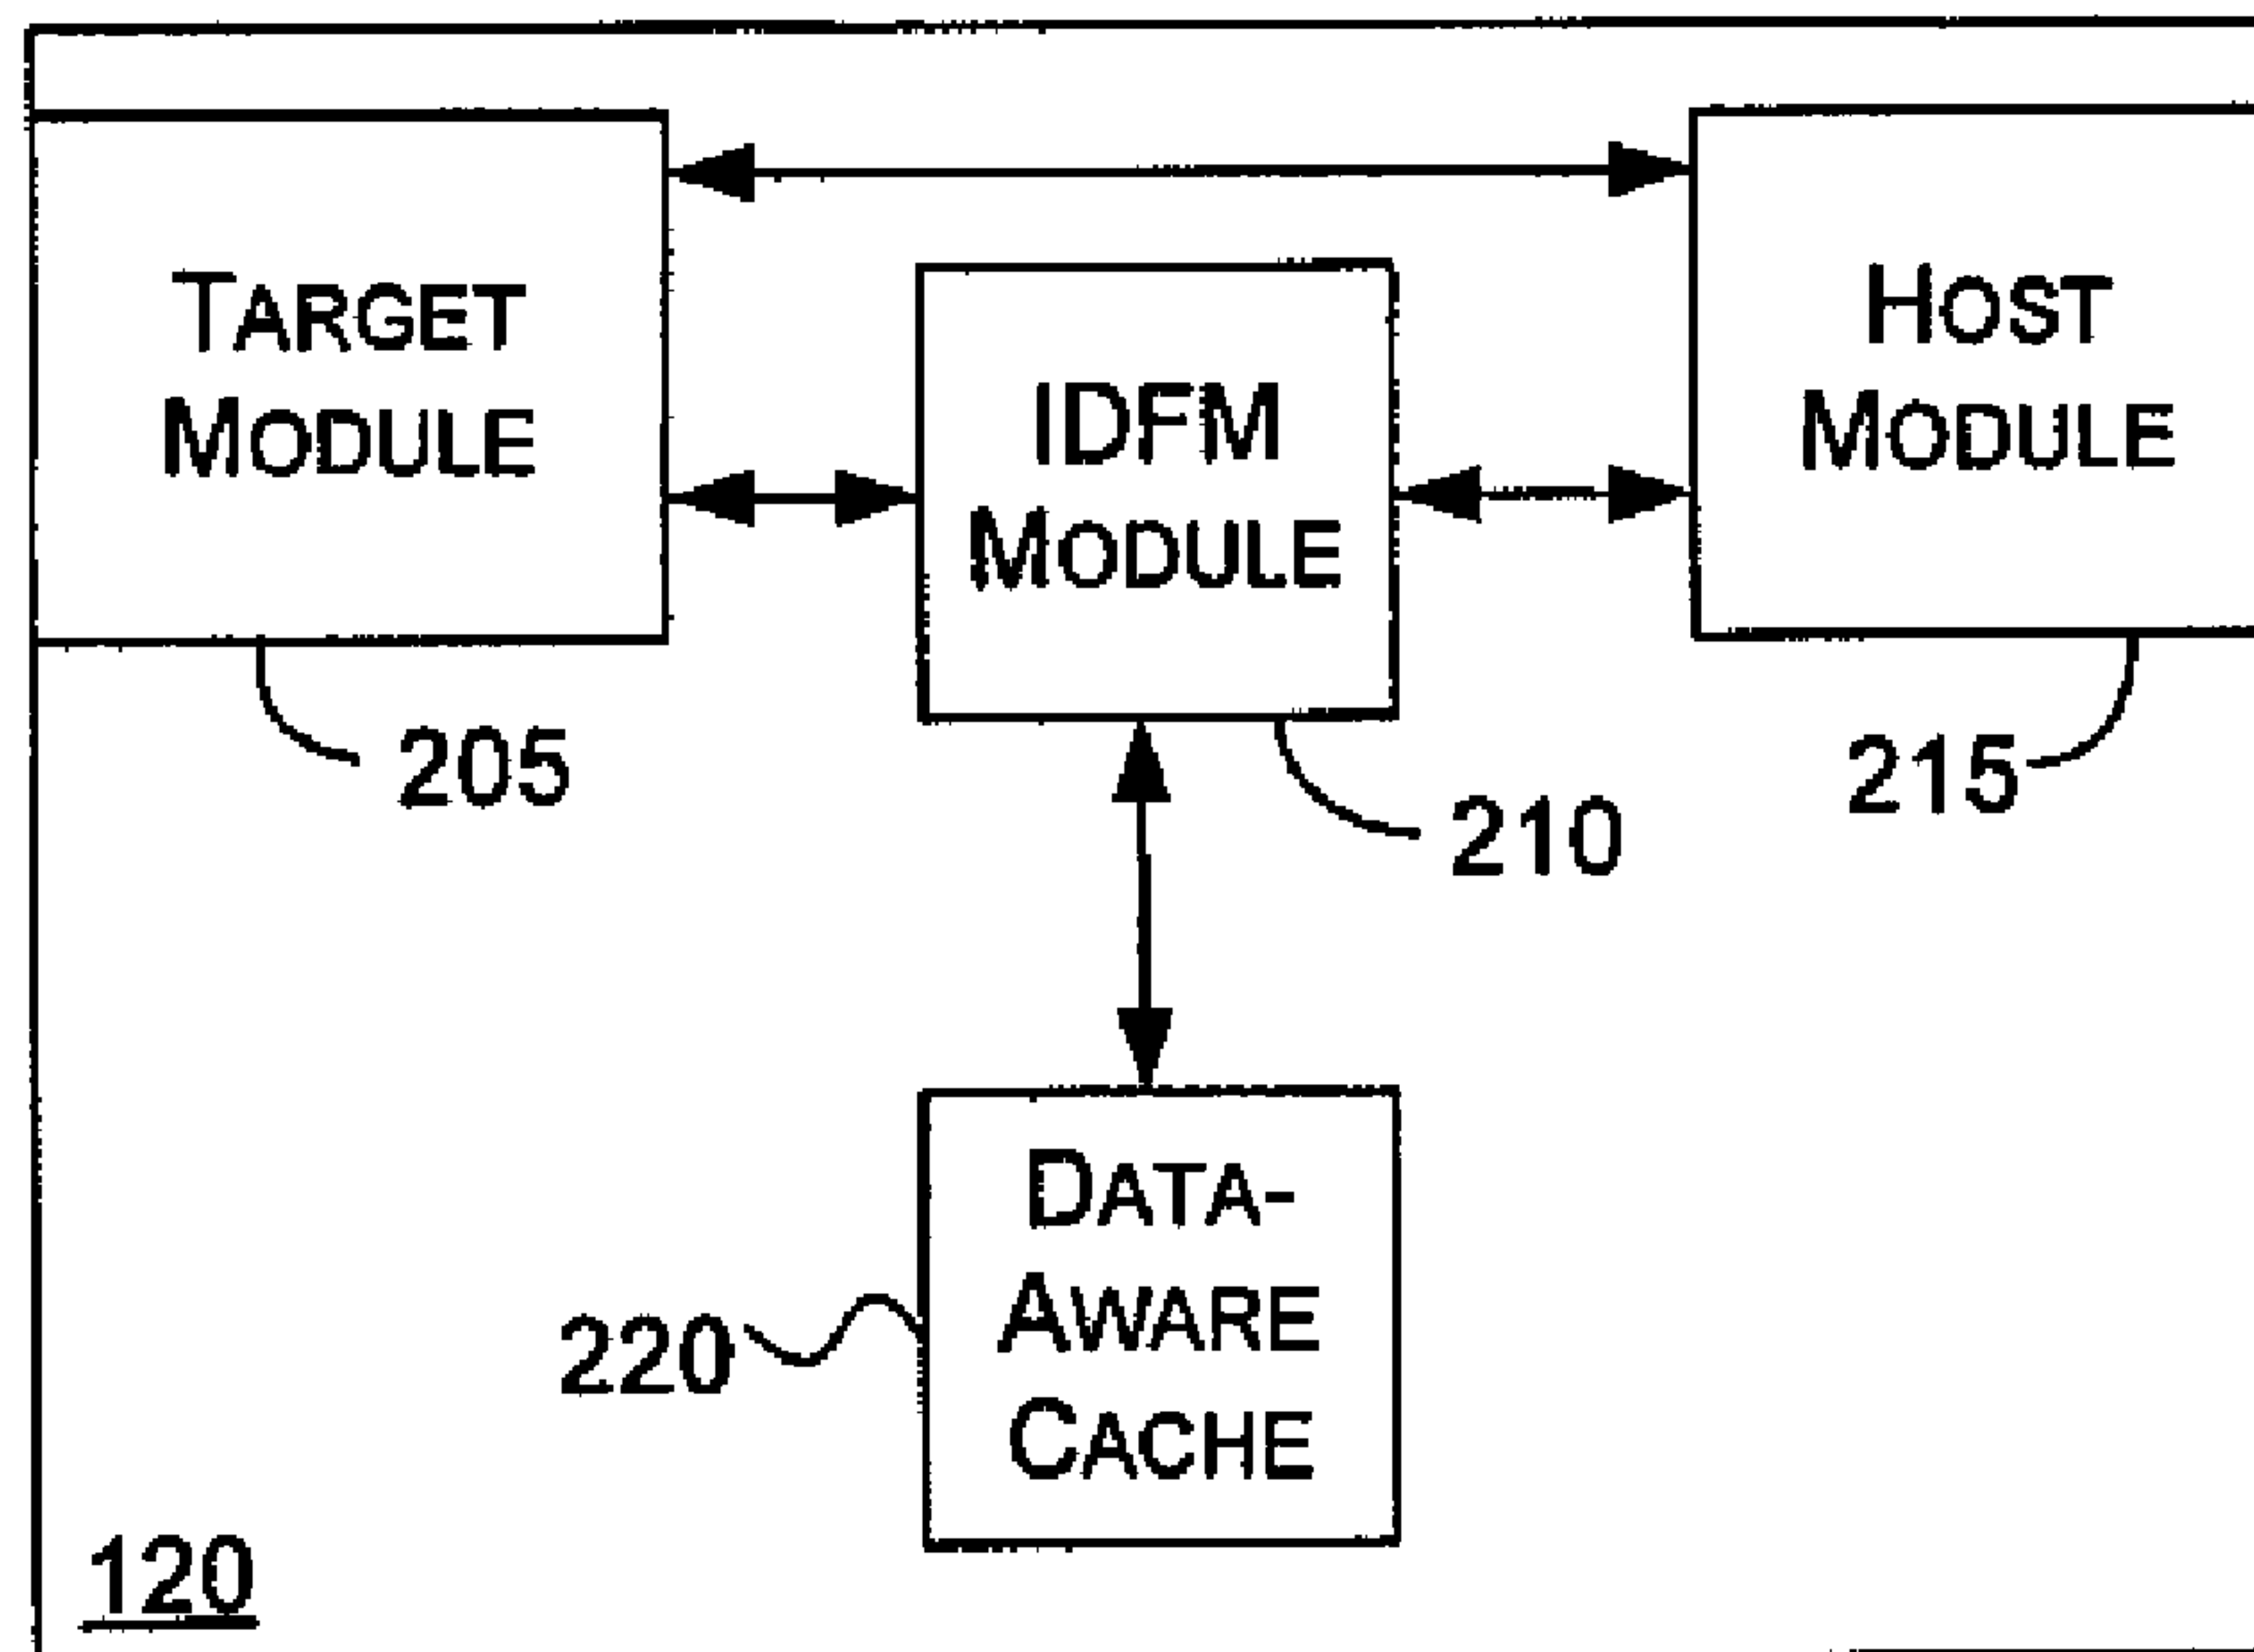 TARGET
MODULE
IDFM
MODULE
HOST
MODULE
205
210
215
DATA-
AWARE
CACHE
220
120